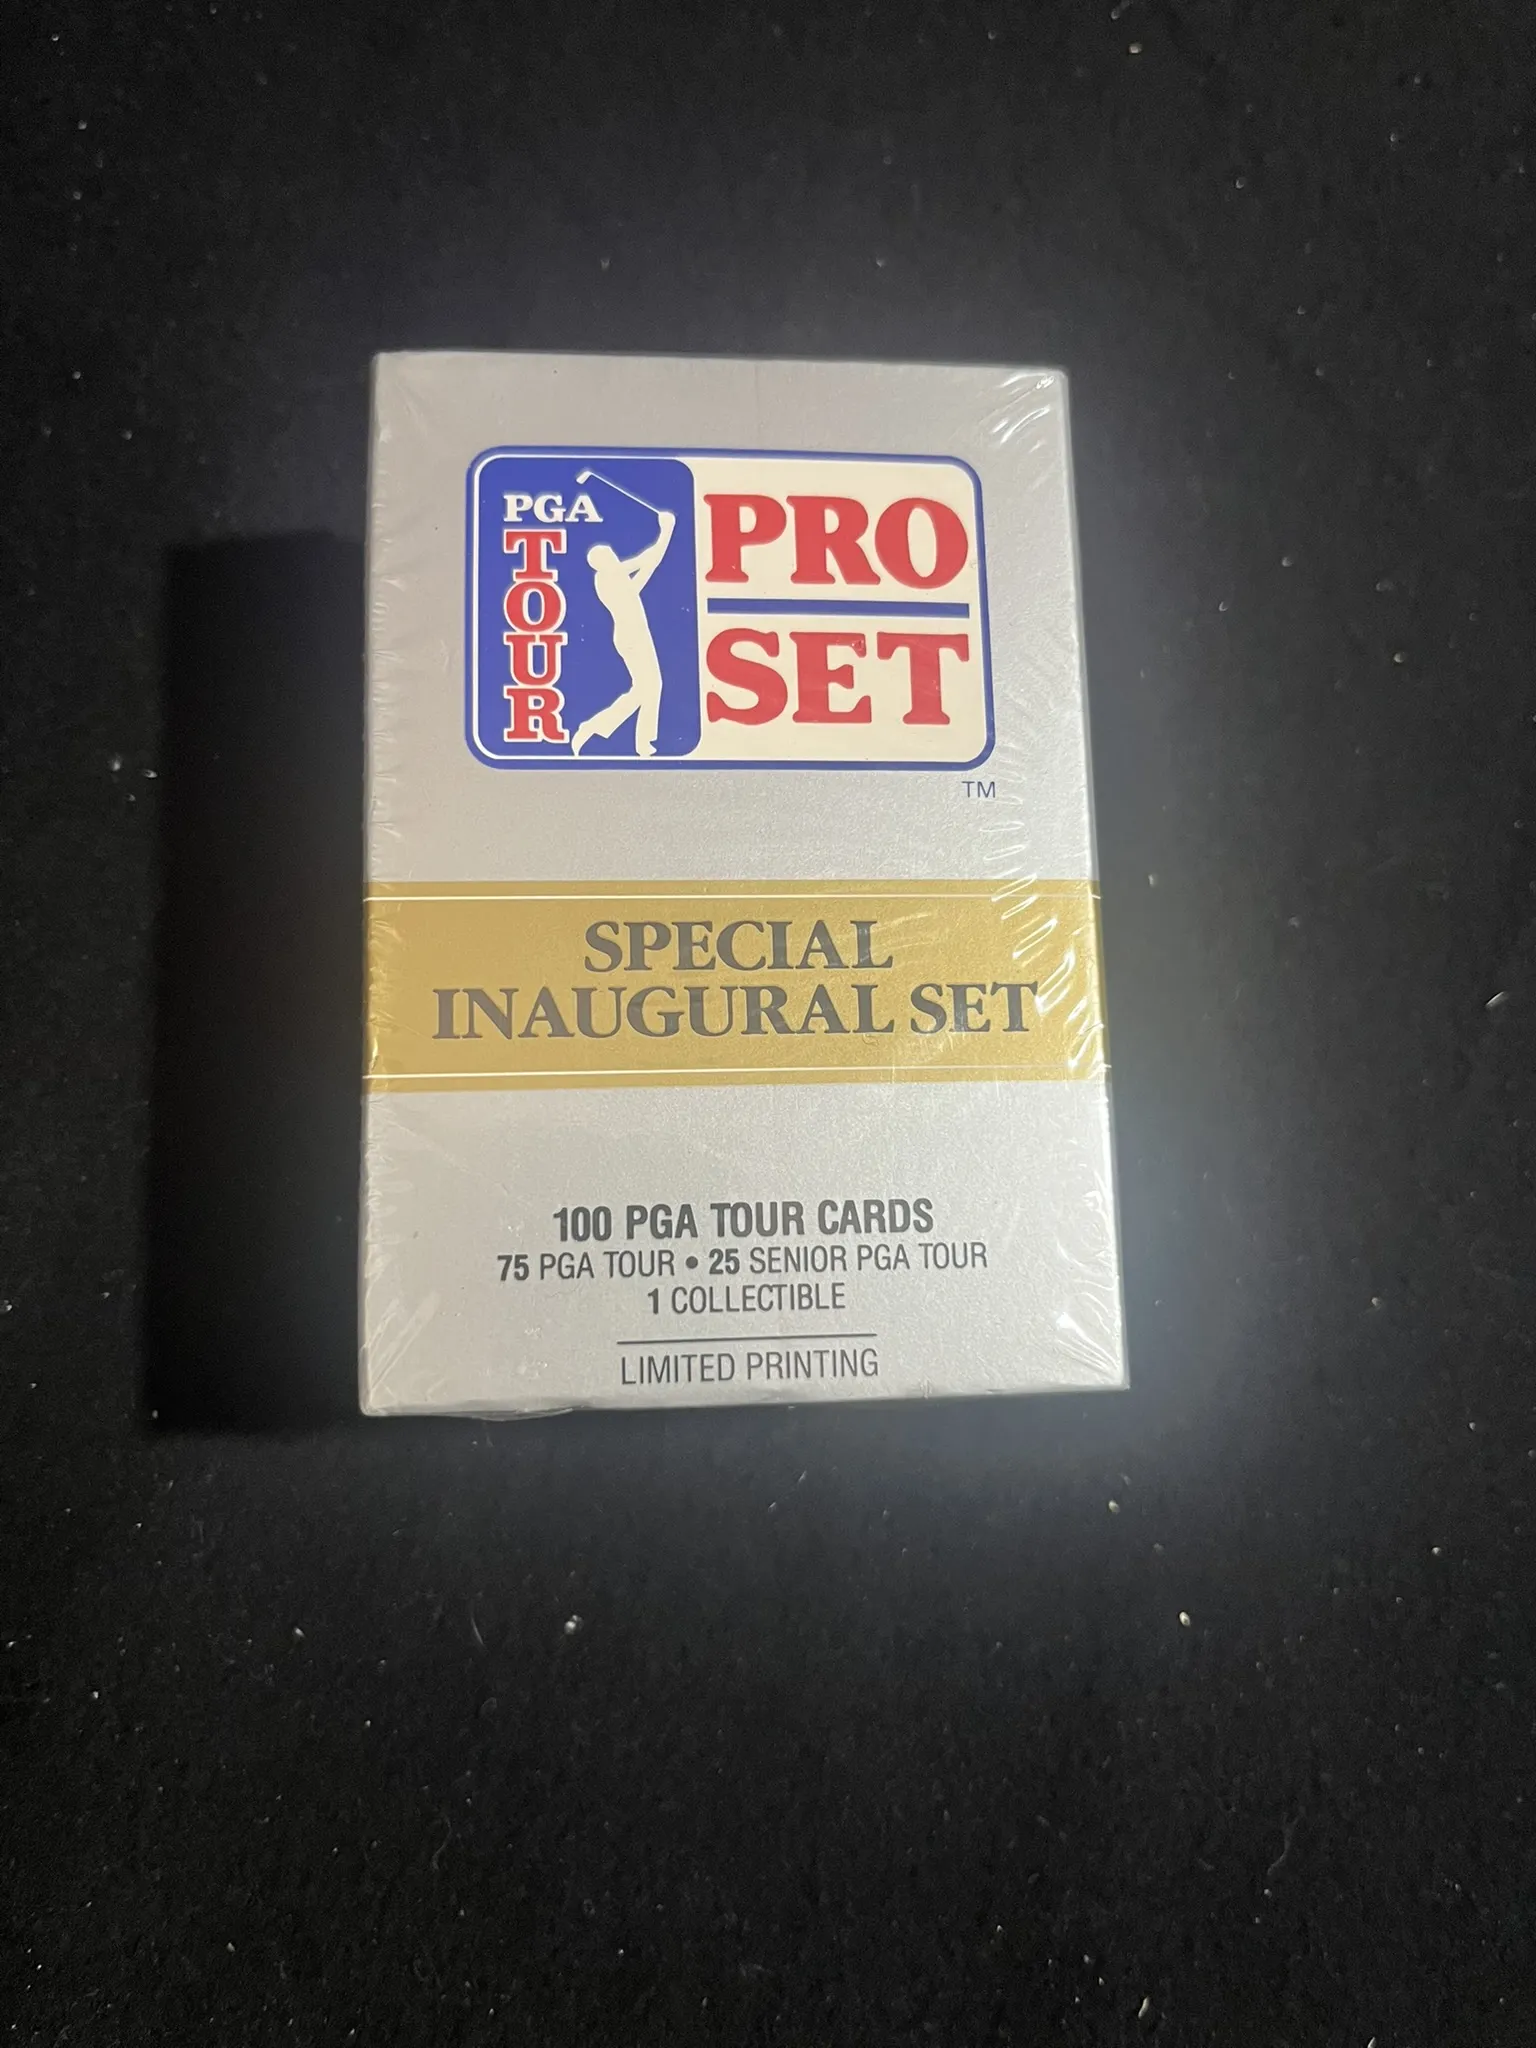 PGA
TOUR
PRO
SET
TM
SPECIAL
INAUGURAL SET
100 PGA TOUR CARDS
75 PGA TOUR • 25 SENIOR PGA TOUR
1 COLLECTIBLE
LIMITED PRINTING